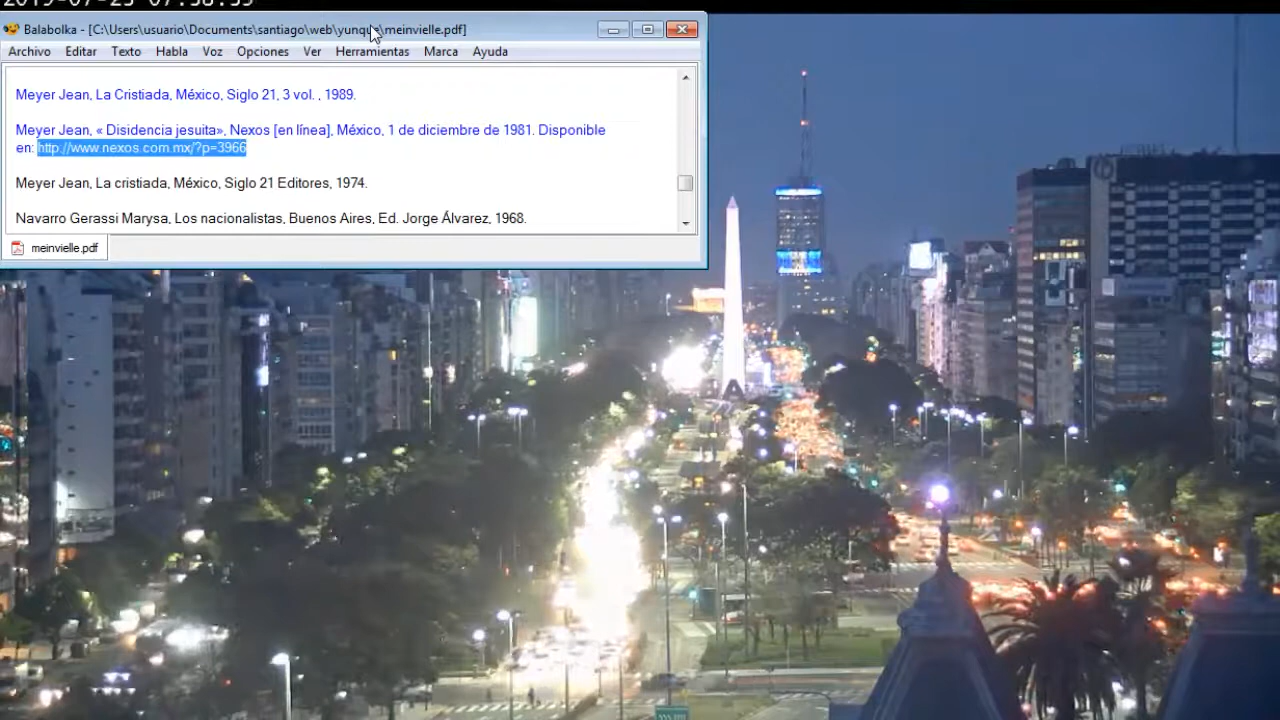 Balabolka - [C:\Users\usuario\Documents\santiago\web\yunque\meinvielle.pdf]
Archivo Editar Texto Habla Voz Opciones Ver Herramientas Marca Ayuda
Meyer Jean, La Cristiada, México, Siglo 21, 3 vol. , 1989.
Meyer Jean, « Disidencia jesuita», Nexos [en línea], México, 1 de diciembre de 1981. Disponible
en: http://www.nexos.com.mx/?p=3966
Meyer Jean, La cristiada, México, Siglo 21 Editores, 1974.
Navarro Gerassi Marysa, Los nacionalistas, Buenos Aires, Ed. Jorge Álvarez, 1968.
meinvielle.pdf